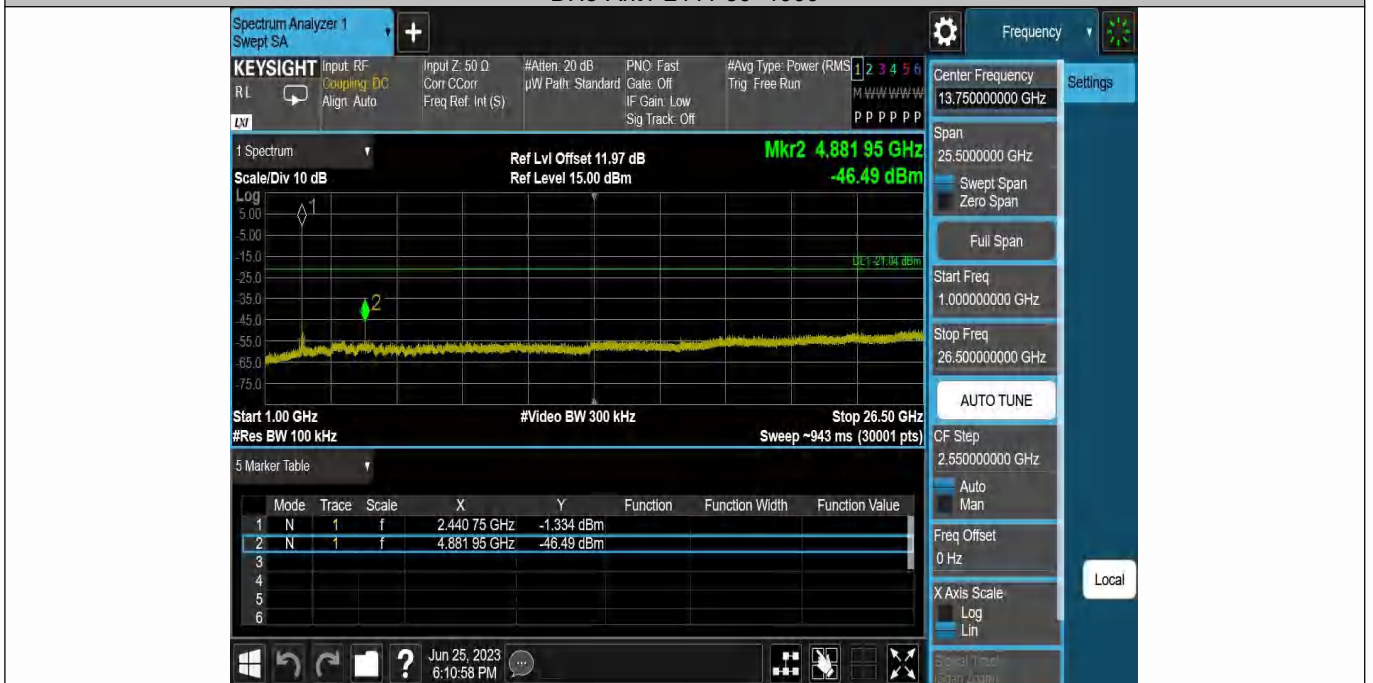 Spectrum Analyzer 1
Swept SA
Frequency
KEYSIGHT
RL
LXI
Input: RF
Coupling: DC
Align: Auto
Input Z: 50 Ω
Corr CCorr
Freq Ref: Int (S)
#Atten: 20 dB
µW Path: Standard
PNO: Fast
Gate: Off
IF Gain: Low
Sig Track: Off
#Avg Type: Power (RMS
Trig: Free Run
1 2 3 4 5 6
M W W W W W
P P P P P P
1 Spectrum
Scale/Div 10 dB
Ref Lvl Offset 11.97 dB
Ref Level 15.00 dBm
Mkr2 4.881 95 GHz
-46.49 dBm
Log
5.00
-5.00
-15.0
-25.0
-35.0
-45.0
-55.0
-65.0
-75.0
1
2
DL1 -21.04 dBm
Start 1.00 GHz
#Video BW 300 kHz
Stop 26.50 GHz
#Res BW 100 kHz
Sweep ~943 ms (30001 pts)
5 Marker Table
Mode Trace Scale X Y Function Function Width Function Value
1 N 1 f 2.440 75 GHz -1.334 dBm
2 N 1 f 4.881 95 GHz -46.49 dBm
3
4
5
6
Jun 25, 2023
6:10:58 PM
Center Frequency
13.750000000 GHz
Settings
Span
25.5000000 GHz
Swept Span
Zero Span
Full Span
Start Freq
1.000000000 GHz
Stop Freq
26.500000000 GHz
AUTO TUNE
CF Step
2.550000000 GHz
Auto
Man
Freq Offset
0 Hz
X Axis Scale
Log
Lin
Local
Signal Track
(Span Zoom)